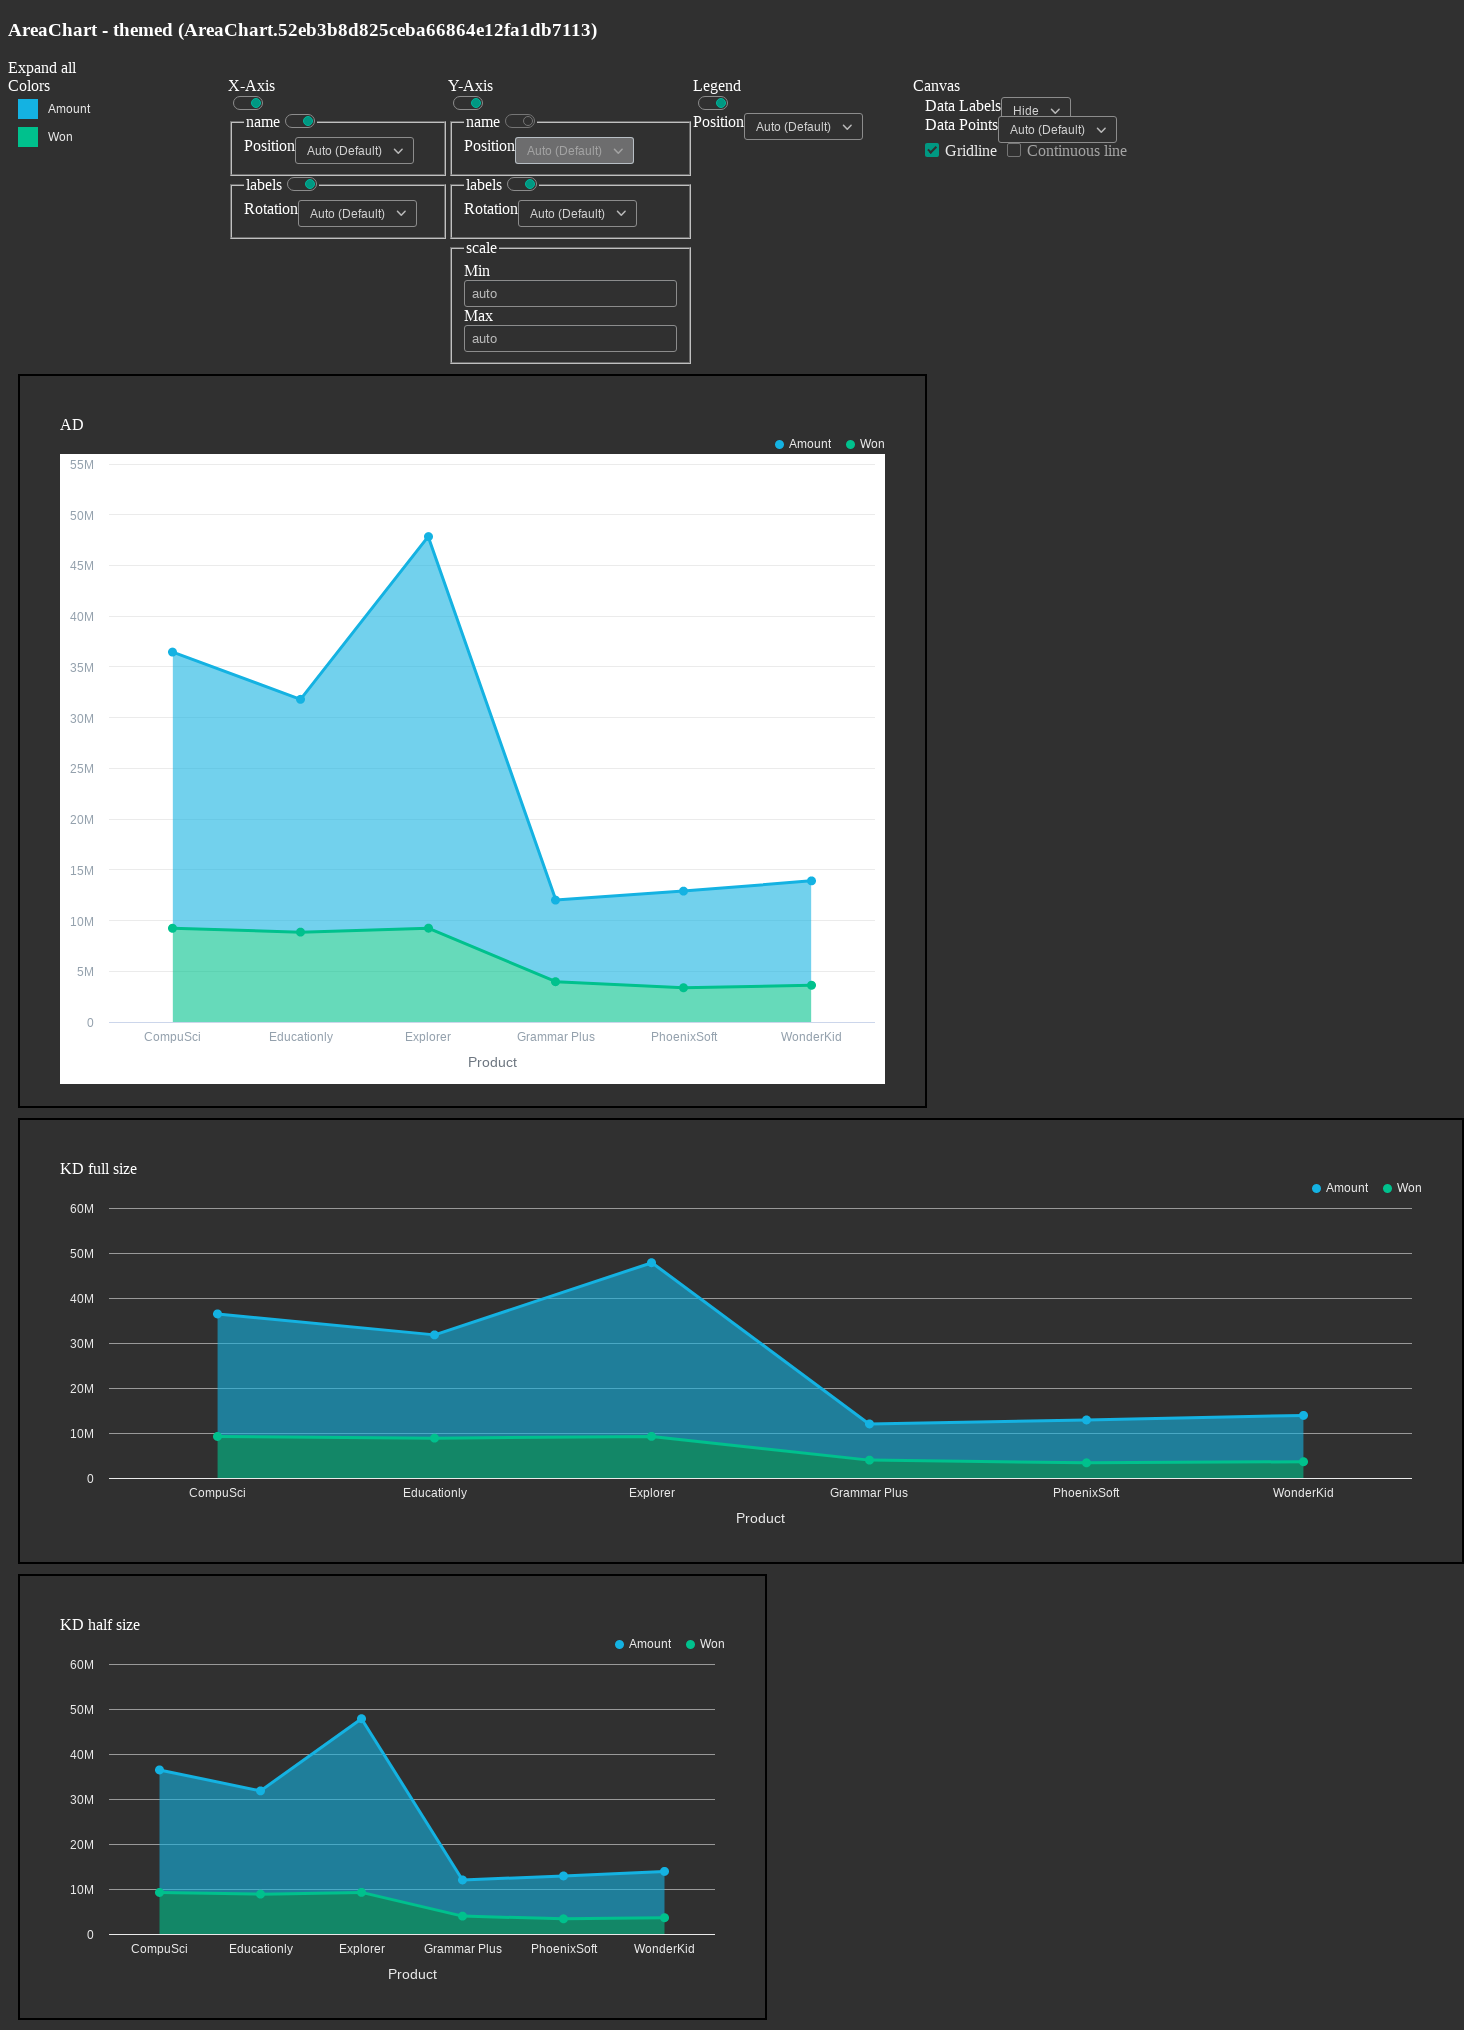 AreaChart - themed (AreaChart.52eb3b8d825ceba66864e12fa1db7113)
Expand all
Colors
Amount
Won
X-Axis
name
Position Auto (Default)
labels
Rotation Auto (Default)
Y-Axis
name
Position Auto (Default)
labels
Rotation Auto (Default)
scale
Min
auto
Max
auto
Legend
Position Auto (Default)
Canvas
Data Labels Hide
Data Points Auto (Default)
Gridline Continuous line
AD
Amount Won
55M
50M
45M
40M
35M
30M
25M
20M
15M
10M
5M
0
CompuSci Educationly Explorer Grammar Plus PhoenixSoft WonderKid
Product
KD full size
Amount Won
60M
50M
40M
30M
20M
10M
0
CompuSci Educationly Explorer Grammar Plus PhoenixSoft WonderKid
Product
KD half size
Amount Won
60M
50M
40M
30M
20M
10M
0
CompuSci Educationly Explorer Grammar Plus PhoenixSoft WonderKid
Product